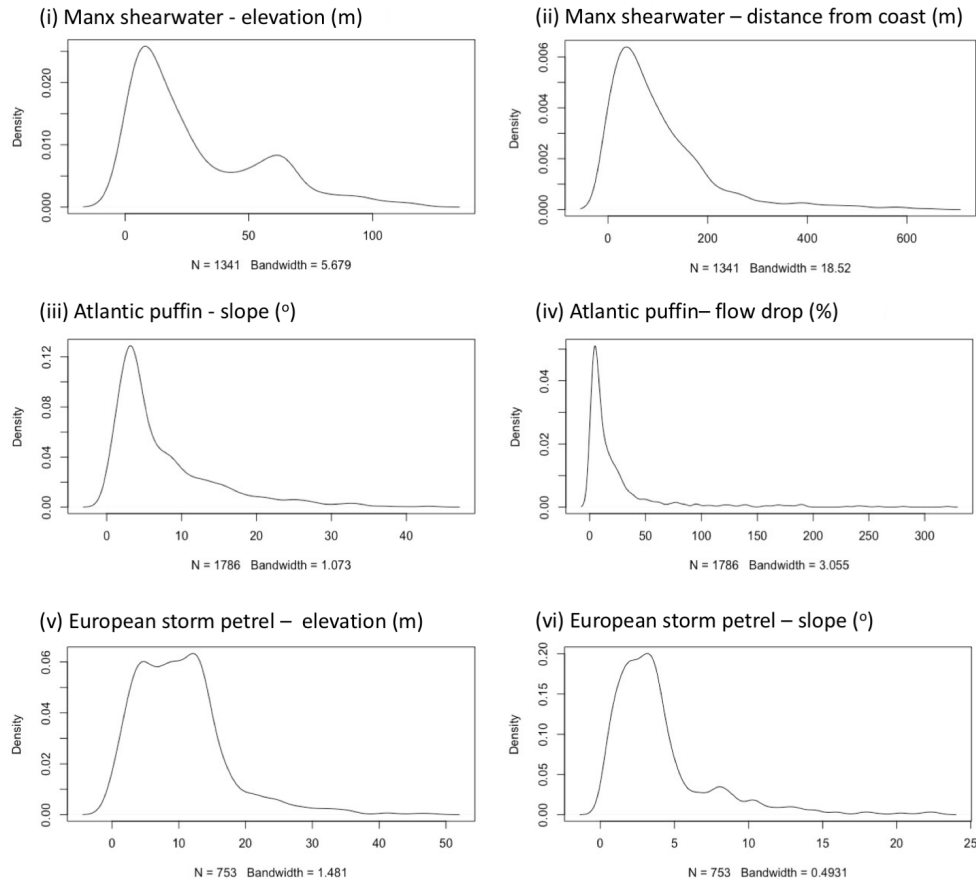 (i) Manx shearwater - elevation (m)
Density
0.000 0.010 0.020
0 50 100
N = 1341 Bandwidth = 5.679
(ii) Manx shearwater – distance from coast (m)
Density
0.000 0.002 0.004 0.006
0 200 400 600
N = 1341 Bandwidth = 18.52
(iii) Atlantic puffin - slope (º)
Density
0.00 0.04 0.08 0.12
0 10 20 30 40
N = 1786 Bandwidth = 1.073
(iv) Atlantic puffin– flow drop (%)
Density
0.00 0.02 0.04
0 50 100 150 200 250 300
N = 1786 Bandwidth = 3.055
(v) European storm petrel – elevation (m)
Density
0.00 0.02 0.04 0.06
0 10 20 30 40 50
N = 753 Bandwidth = 1.481
(vi) European storm petrel – slope (º)
Density
0.00 0.05 0.10 0.15 0.20
0 5 10 15 20 25
N = 753 Bandwidth = 0.4931